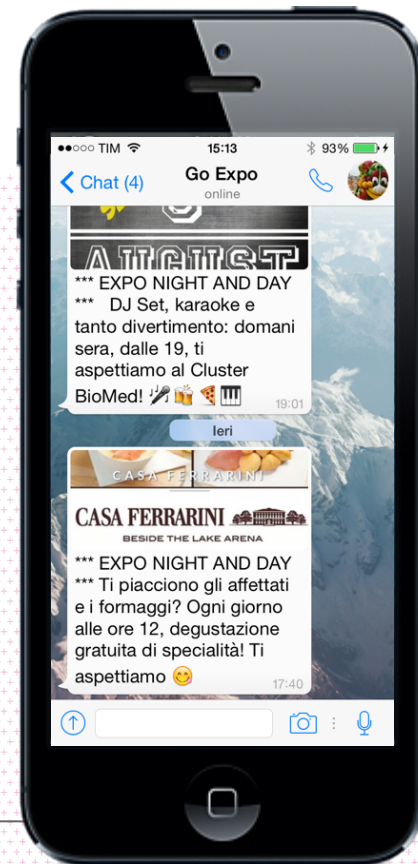 TIM 15:13 93%
Chat (4) Go Expo
online
AUGUST
*** EXPO NIGHT AND DAY
*** DJ Set, karaoke e
tanto divertimento: domani
sera, dalle 19, ti
aspettiamo al Cluster
BioMed!
19:01
Ieri
CASA FERRARINI
CASA FERRARINI
BESIDE THE LAKE ARENA
*** EXPO NIGHT AND DAY
*** Ti piacciono gli affettati
e i formaggi? Ogni giorno
alle ore 12, degustazione
gratuita di specialità! Ti
aspettiamo 😋
17:40